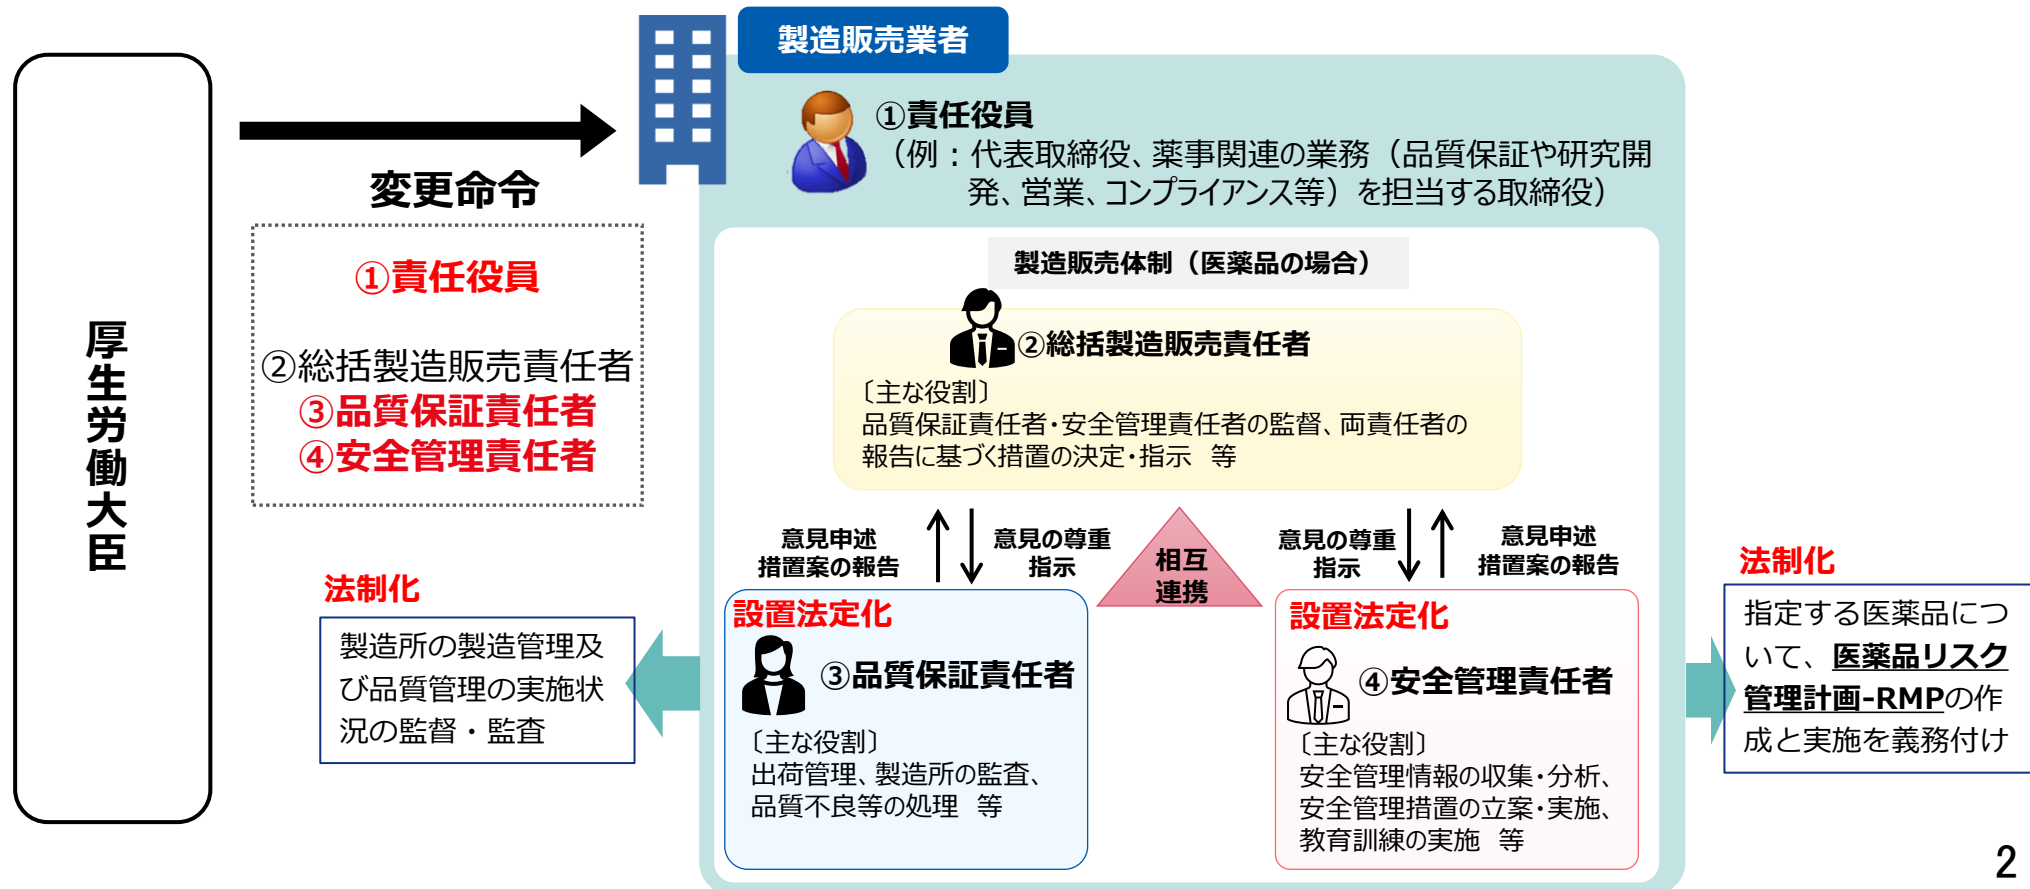 厚生労働大臣
変更命令
①責任役員
②総括製造販売責任者
③品質保証責任者
④安全管理責任者
製造販売業者
①責任役員
（例：代表取締役、薬事関連の業務（品質保証や研究開
発、営業、コンプライアンス等）を担当する取締役）
製造販売体制（医薬品の場合）
②総括製造販売責任者
〔主な役割〕
品質保証責任者・安全管理責任者の監督、両責任者の
報告に基づく措置の決定・指示　等
意見申述
措置案の報告
意見の尊重
指示
相互
連携
意見の尊重
指示
意見申述
措置案の報告
設置法定化
③品質保証責任者
〔主な役割〕
出荷管理、製造所の監査、
品質不良等の処理　等
設置法定化
④安全管理責任者
〔主な役割〕
安全管理情報の収集・分析、
安全管理措置の立案・実施、
教育訓練の実施　等
法制化
製造所の製造管理及
び品質管理の実施状
況の監督・監査
法制化
指定する医薬品につ
いて、医薬品リスク
管理計画-RMPの作
成と実施を義務付け
2